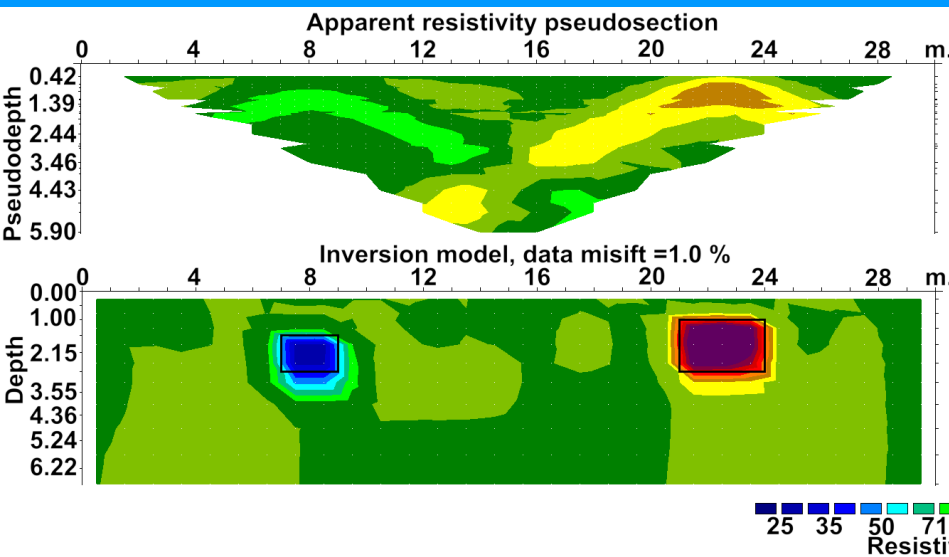 Apparent resistivity pseudosection
0 4 8 12 16 20 24 28 m.
Pseudodepth
0.42
1.39
2.44
3.46
4.43
5.90
Inversion model, data misift =1.0 %
0 4 8 12 16 20 24 28 m.
Depth
0.00
1.00
2.15
3.55
4.36
5.24
6.22
25 35 50 71
Resisti